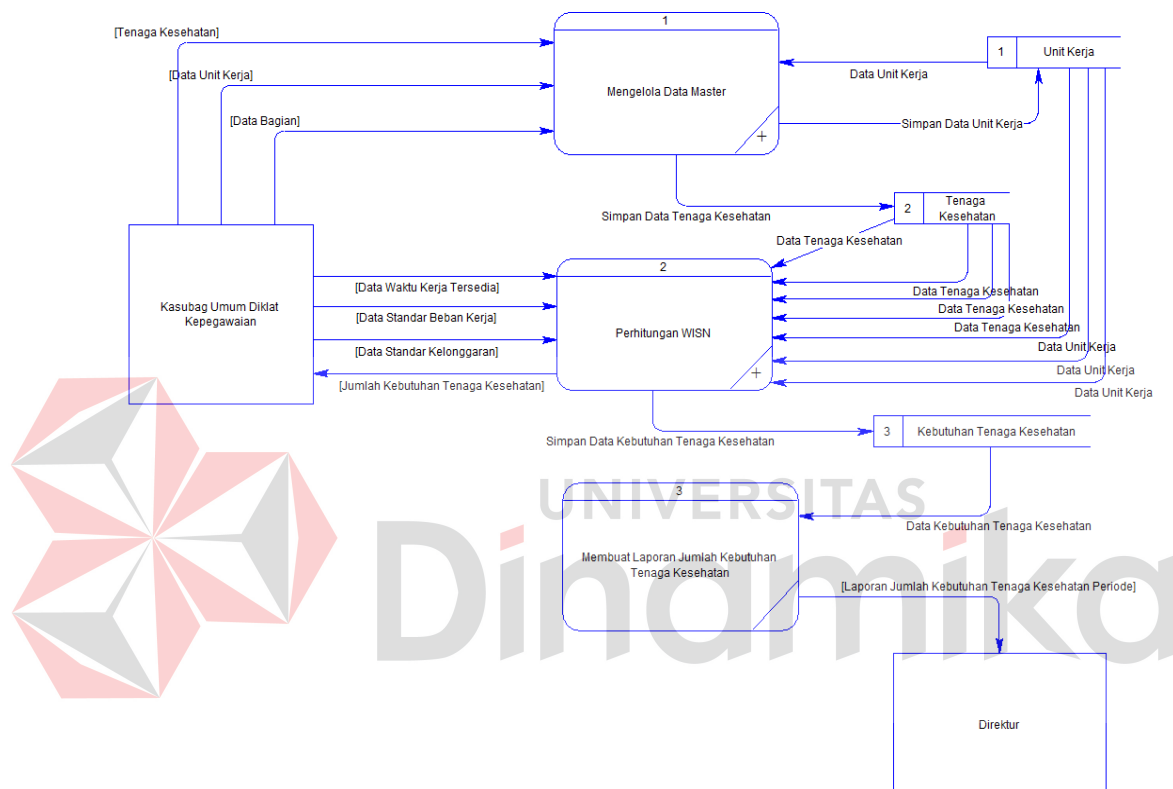 [Tenaga Kesehatan]
1
1
Unit Kerja
[Data Unit Kerja]
Data Unit Kerja
Mengelola Data Master
[Data Bagian]
Simpan Data Unit Kerja
+
Simpan Data Tenaga Kesehatan
2
Tenaga
Kesehatan
Data Tenaga Kesehatan
2
[Data Waktu Kerja Tersedia]
Data Tenaga Kesehatan
Kasubag Umum Diklat
Kepegawaian
Data Tenaga Kesehatan
[Data Standar Beban Kerja]
Data Tenaga Kesehatan
Perhitungan WISN
Data Unit Kerja
[Data Standar Kelonggaran]
Data Unit Kerja
+
[Jumlah Kebutuhan Tenaga Kesehatan]
Data Unit Kerja
Simpan Data Kebutuhan Tenaga Kesehatan
3
Kebutuhan Tenaga Kesehatan
3
UNIVERSITAS
Dinamika
Data Kebutuhan Tenaga Kesehatan
Membuat Laporan Jumlah Kebutuhan
Tenaga Kesehatan
[Laporan Jumlah Kebutuhan Tenaga Kesehatan Periode]
Direktur